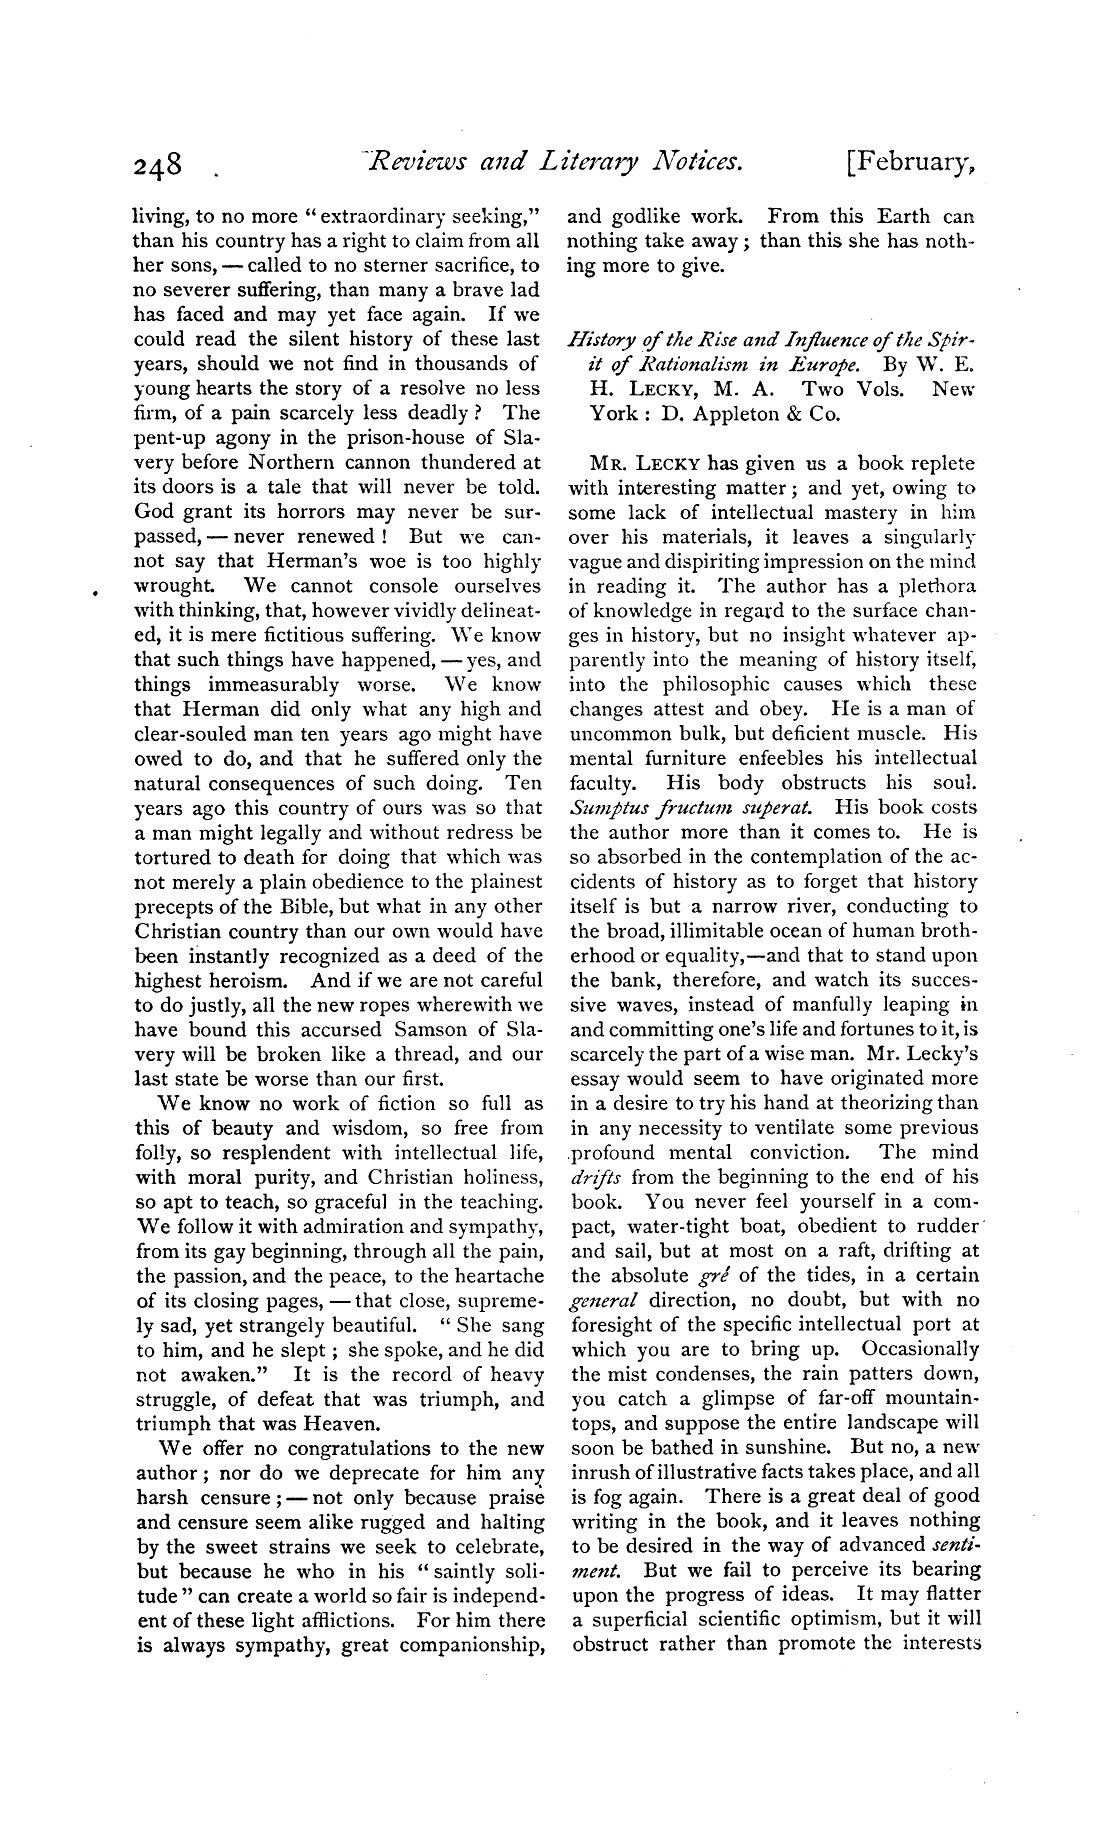 248 Reviews and Literary Notices. [February,
living, to no more “extraordinary seeking,”
than his country has a right to claim from all
her sons, — called to no sterner sacrifice, to
no severer suffering, than many a brave lad
has faced and may yet face again. If we
could read the silent history of these last
years, should we not find in thousands of
young hearts the story of a resolve no less
firm, of a pain scarcely less deadly? The
pent-up agony in the prison-house of Sla-
very before Northern cannon thundered at
its doors is a tale that will never be told.
God grant its horrors may never be sur-
passed, — never renewed! But we can-
not say that Herman's woe is too highly
wrought. We cannot console ourselves
with thinking, that, however vividly delineat-
ed, it is mere fictitious suffering. We know
that such things have happened, — yes, and
things immeasurably worse. We know
that Herman did only what any high and
clear-souled man ten years ago might have
owed to do, and that he suffered only the
natural consequences of such doing. Ten
years ago this country of ours was so that
a man might legally and without redress be
tortured to death for doing that which was
not merely a plain obedience to the plainest
precepts of the Bible, but what in any other
Christian country than our own would have
been instantly recognized as a deed of the
highest heroism. And if we are not careful
to do justly, all the new ropes wherewith we
have bound this accursed Samson of Sla-
very will be broken like a thread, and our
last state be worse than our first.
We know no work of fiction so full as
this of beauty and wisdom, so free from
folly, so resplendent with intellectual life,
with moral purity, and Christian holiness,
so apt to teach, so graceful in the teaching.
We follow it with admiration and sympathy,
from its gay beginning, through all the pain,
the passion, and the peace, to the heartache
of its closing pages, — that close, supreme-
ly sad, yet strangely beautiful. “She sang
to him, and he slept; she spoke, and he did
not awaken.” It is the record of heavy
struggle, of defeat that was triumph, and
triumph that was Heaven.
We offer no congratulations to the new
author; nor do we deprecate for him any
harsh censure; — not only because praise
and censure seem alike rugged and halting
by the sweet strains we seek to celebrate,
but because he who in his “saintly soli-
tude” can create a world so fair is independ-
ent of these light afflictions. For him there
is always sympathy, great companionship,
and godlike work. From this Earth can
nothing take away; than this she has noth-
ing more to give.
History of the Rise and Influence of the Spir-
it of Rationalism in Europe. By W. E.
H. LECKY, M. A. Two Vols. New
York: D. Appleton & Co.
MR. LECKY has given us a book replete
with interesting matter; and yet, owing to
some lack of intellectual mastery in him
over his materials, it leaves a singularly
vague and dispiriting impression on the mind
in reading it. The author has a plethora
of knowledge in regard to the surface chan-
ges in history, but no insight whatever ap-
parently into the meaning of history itself,
into the philosophic causes which these
changes attest and obey. He is a man of
uncommon bulk, but deficient muscle. His
mental furniture enfeebles his intellectual
faculty. His body obstructs his soul.
Sumptus fructum superat. His book costs
the author more than it comes to. He is
so absorbed in the contemplation of the ac-
cidents of history as to forget that history
itself is but a narrow river, conducting to
the broad, illimitable ocean of human broth-
erhood or equality,—and that to stand upon
the bank, therefore, and watch its succes-
sive waves, instead of manfully leaping in
and committing one's life and fortunes to it, is
scarcely the part of a wise man. Mr. Lecky's
essay would seem to have originated more
in a desire to try his hand at theorizing than
in any necessity to ventilate some previous
profound mental conviction. The mind
drifts from the beginning to the end of his
book. You never feel yourself in a com-
pact, water-tight boat, obedient to rudder
and sail, but at most on a raft, drifting at
the absolute gré of the tides, in a certain
general direction, no doubt, but with no
foresight of the specific intellectual port at
which you are to bring up. Occasionally
the mist condenses, the rain patters down,
you catch a glimpse of far-off mountain-
tops, and suppose the entire landscape will
soon be bathed in sunshine. But no, a new
inrush of illustrative facts takes place, and all
is fog again. There is a great deal of good
writing in the book, and it leaves nothing
to be desired in the way of advanced senti-
ment. But we fail to perceive its bearing
upon the progress of ideas. It may flatter
a superficial scientific optimism, but it will
obstruct rather than promote the interests